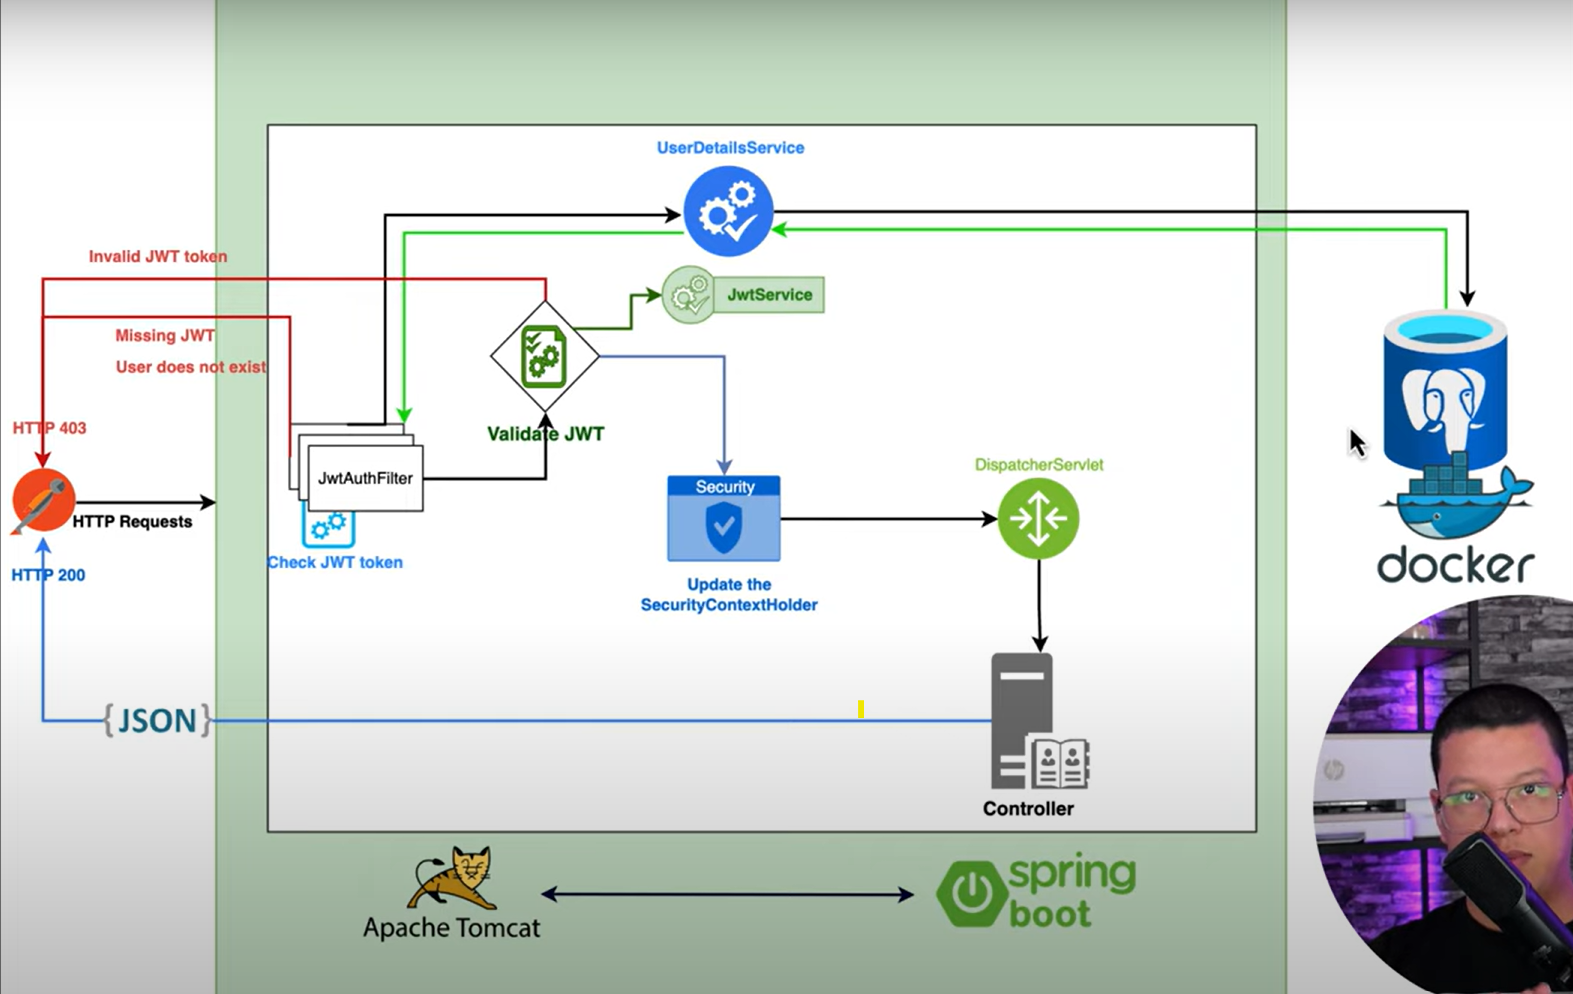 UserDetailsService
Invalid JWT token
JwtService
Missing JWT
User does not exist
HTTP 403
Validate JWT
JwtAuthFilter
DispatcherServlet
Security
HTTP Requests
Check JWT token
HTTP 200
Update the
SecurityContextHolder
docker
{JSON}
Controller
Apache Tomcat
spring
boot
hp